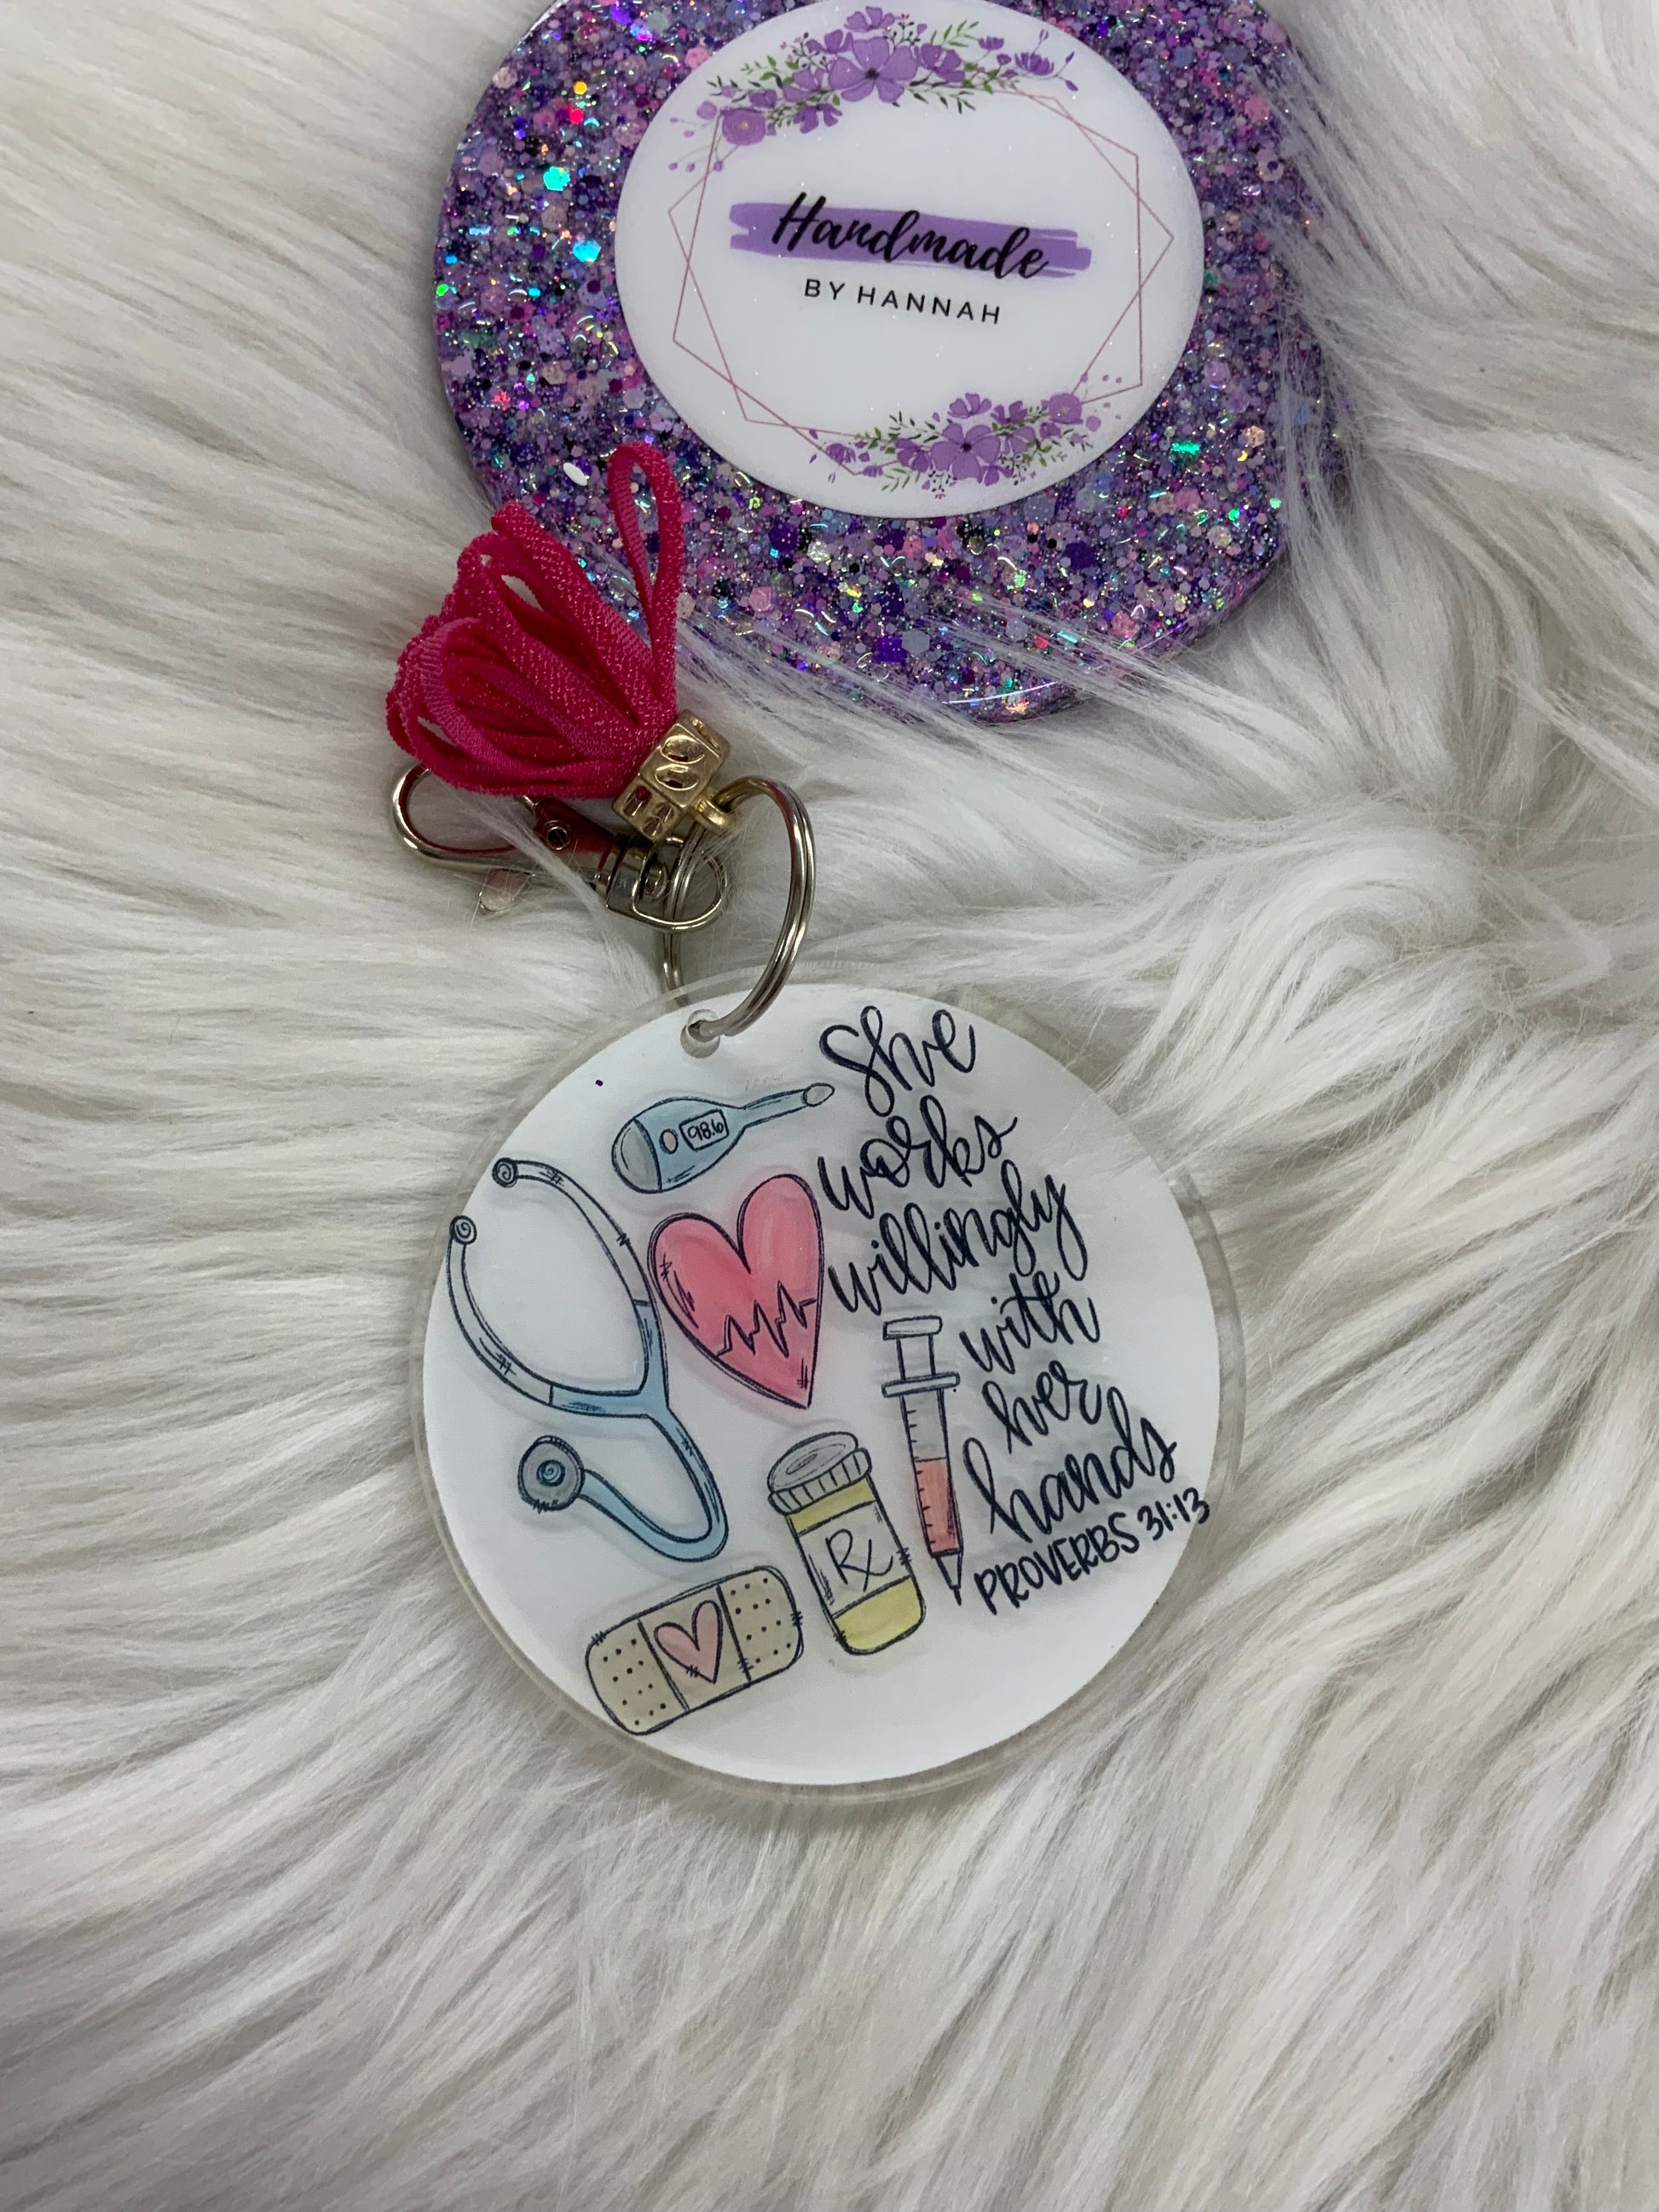 Handmade
BY HANNAH
98.6
She
works
willingly
with
her
hands
PROVERBS 31:13
Rx